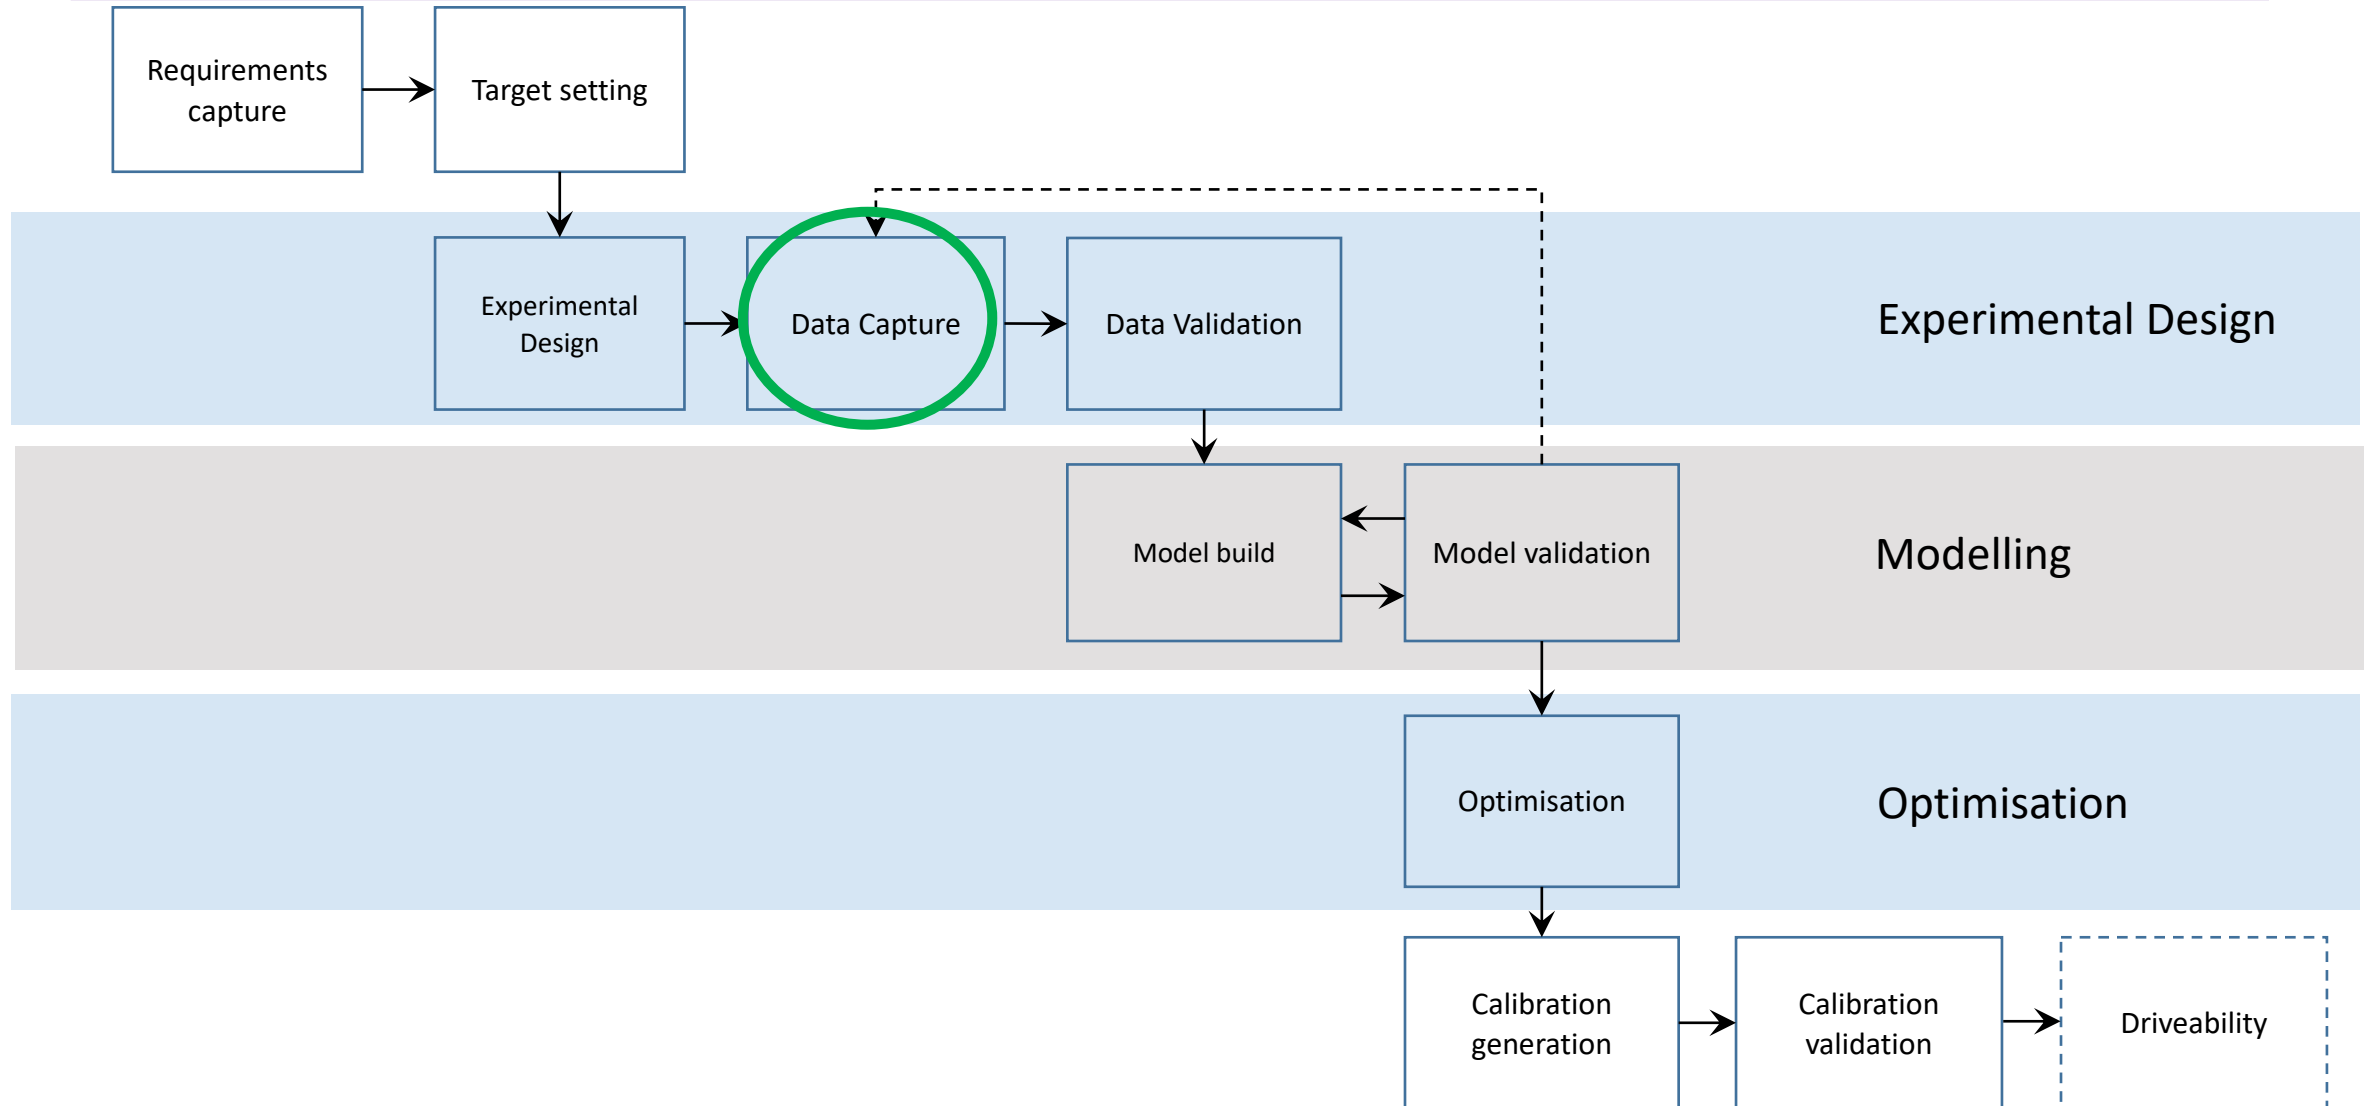 Requirements
capture
Target setting
Experimental
Design
Data Capture
Data Validation
Experimental Design
Model build
Model validation
Modelling
Optimisation
Optimisation
Calibration
generation
Calibration
validation
Driveability